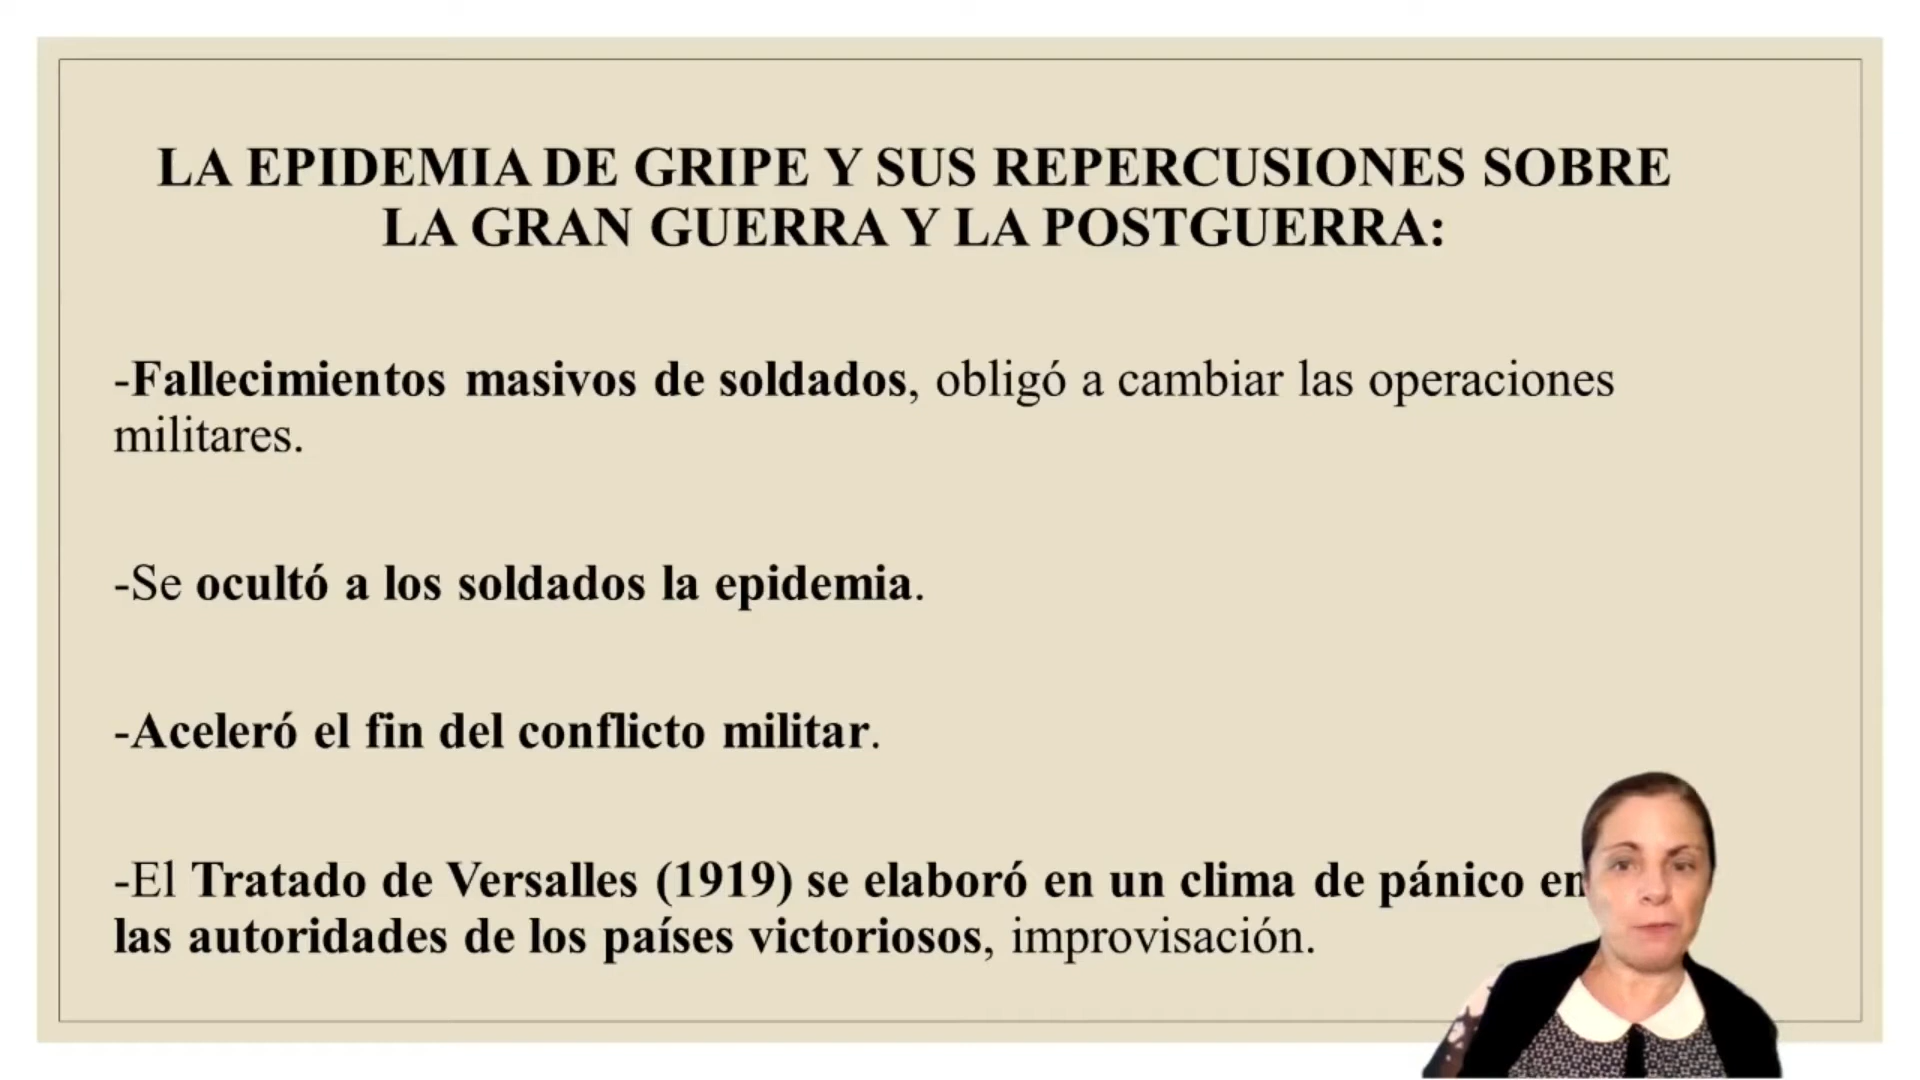 LA EPIDEMIA DE GRIPE Y SUS REPERCUSIONES SOBRE
LA GRAN GUERRA Y LA POSTGUERRA:
-Fallecimientos masivos de soldados, obligó a cambiar las operaciones
militares.
-Se ocultó a los soldados la epidemia.
-Aceleró el fin del conflicto militar.
-El Tratado de Versalles (1919) se elaboró en un clima de pánico en
las autoridades de los países victoriosos, improvisación.